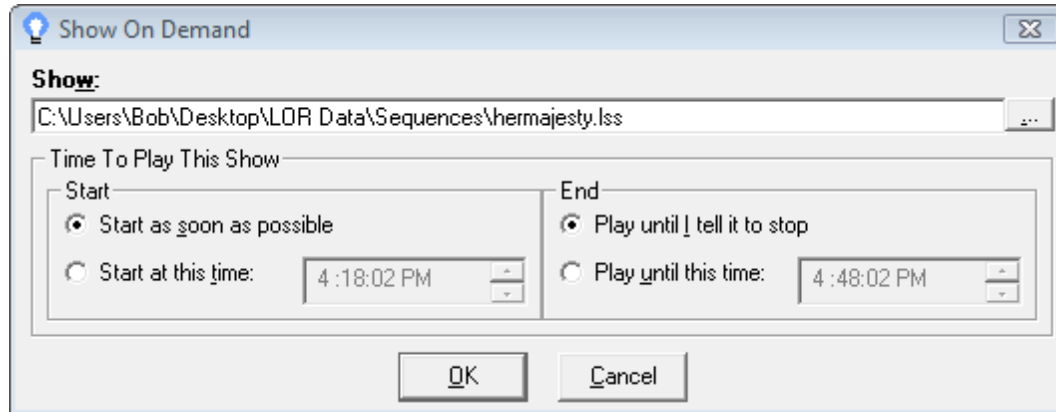 Show On Demand
Show:
C:\Users\Bob\Desktop\LOR Data\Sequences\hermajesty.lss
...
Time To Play This Show
Start
Start as soon as possible
Start at this time: 4 :18:02 PM
End
Play until I tell it to stop
Play until this time: 4 :48:02 PM
OK Cancel